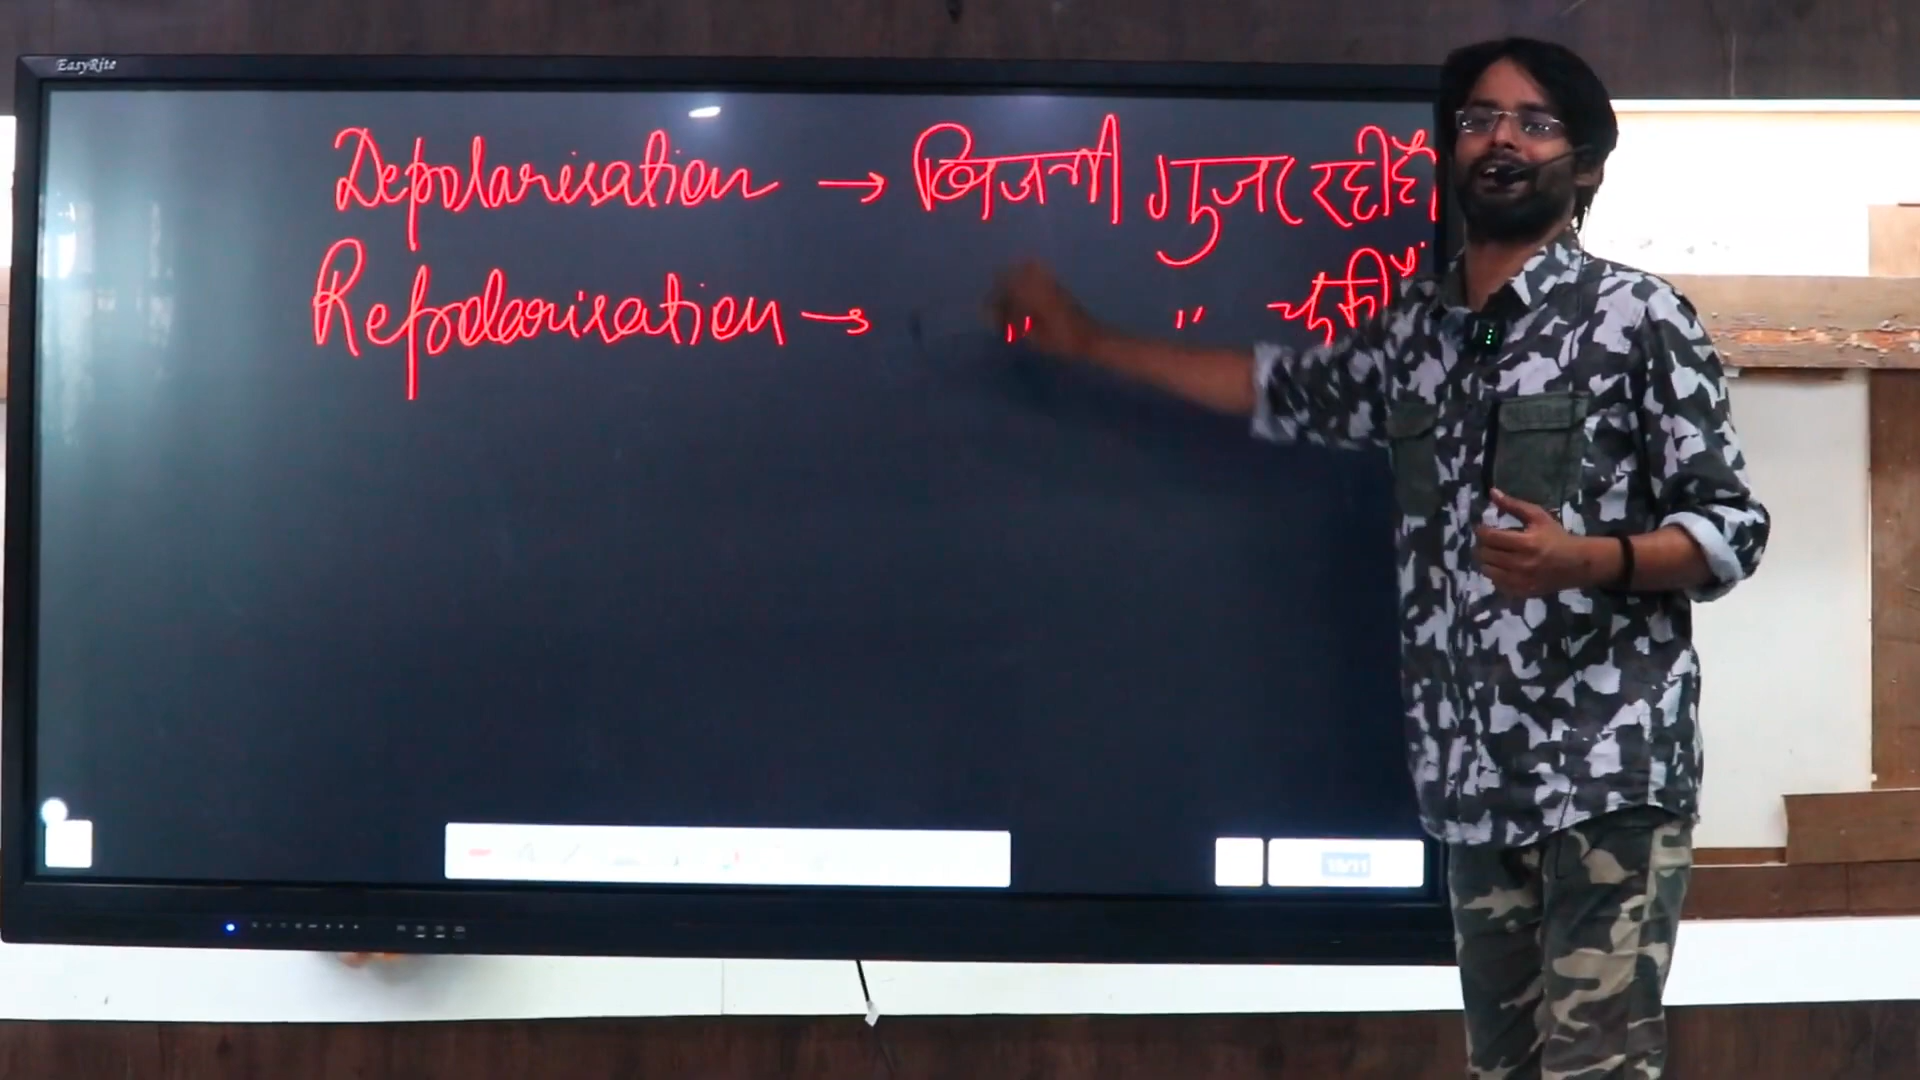 EasyRite
Depolarisation → बिजली गुजर रही है
Repolarisation → " " चुकी है